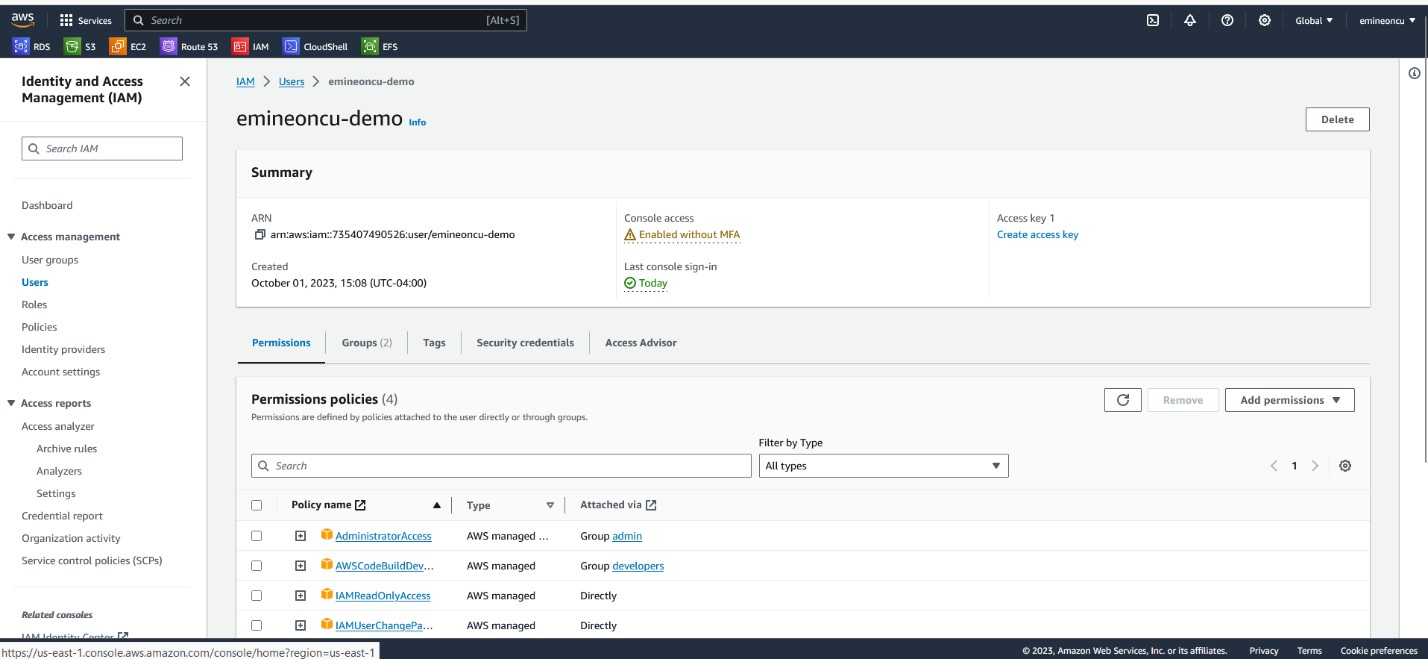 aws Services Search [Alt+S] Global emineoncu
RDS S3 EC2 Route 53 IAM CloudShell EFS
Identity and Access
Management (IAM)
Search IAM
Dashboard
Access management
User groups
Users
Roles
Policies
Identity providers
Account settings
Access reports
Access analyzer
Archive rules
Analyzers
Settings
Credential report
Organization activity
Service control policies (SCPs)
Related consoles
IAM Identity Center
IAM Users emineoncu-demo
emineoncu-demo Info
Delete
Summary
ARN
arn:aws:iam::735407490526:user/emineoncu-demo
Created
October 01, 2023, 15:08 (UTC-04:00)
Console access
Enabled without MFA
Last console sign-in
Today
Access key 1
Create access key
Permissions Groups (2) Tags Security credentials Access Advisor
Permissions policies (4)
Permissions are defined by policies attached to the user directly or through groups.
Remove Add permissions
Filter by Type
Search All types 1
Policy name Type Attached via
AdministratorAccess AWS managed ... Group admin
AWSCodeBuildDev... AWS managed Group developers
IAMReadOnlyAccess AWS managed Directly
IAMUserChangePa... AWS managed Directly
https://us-east-1.console.aws.amazon.com/console/home?region=us-east-1
© 2023, Amazon Web Services, Inc. or its affiliates. Privacy Terms Cookie preferences